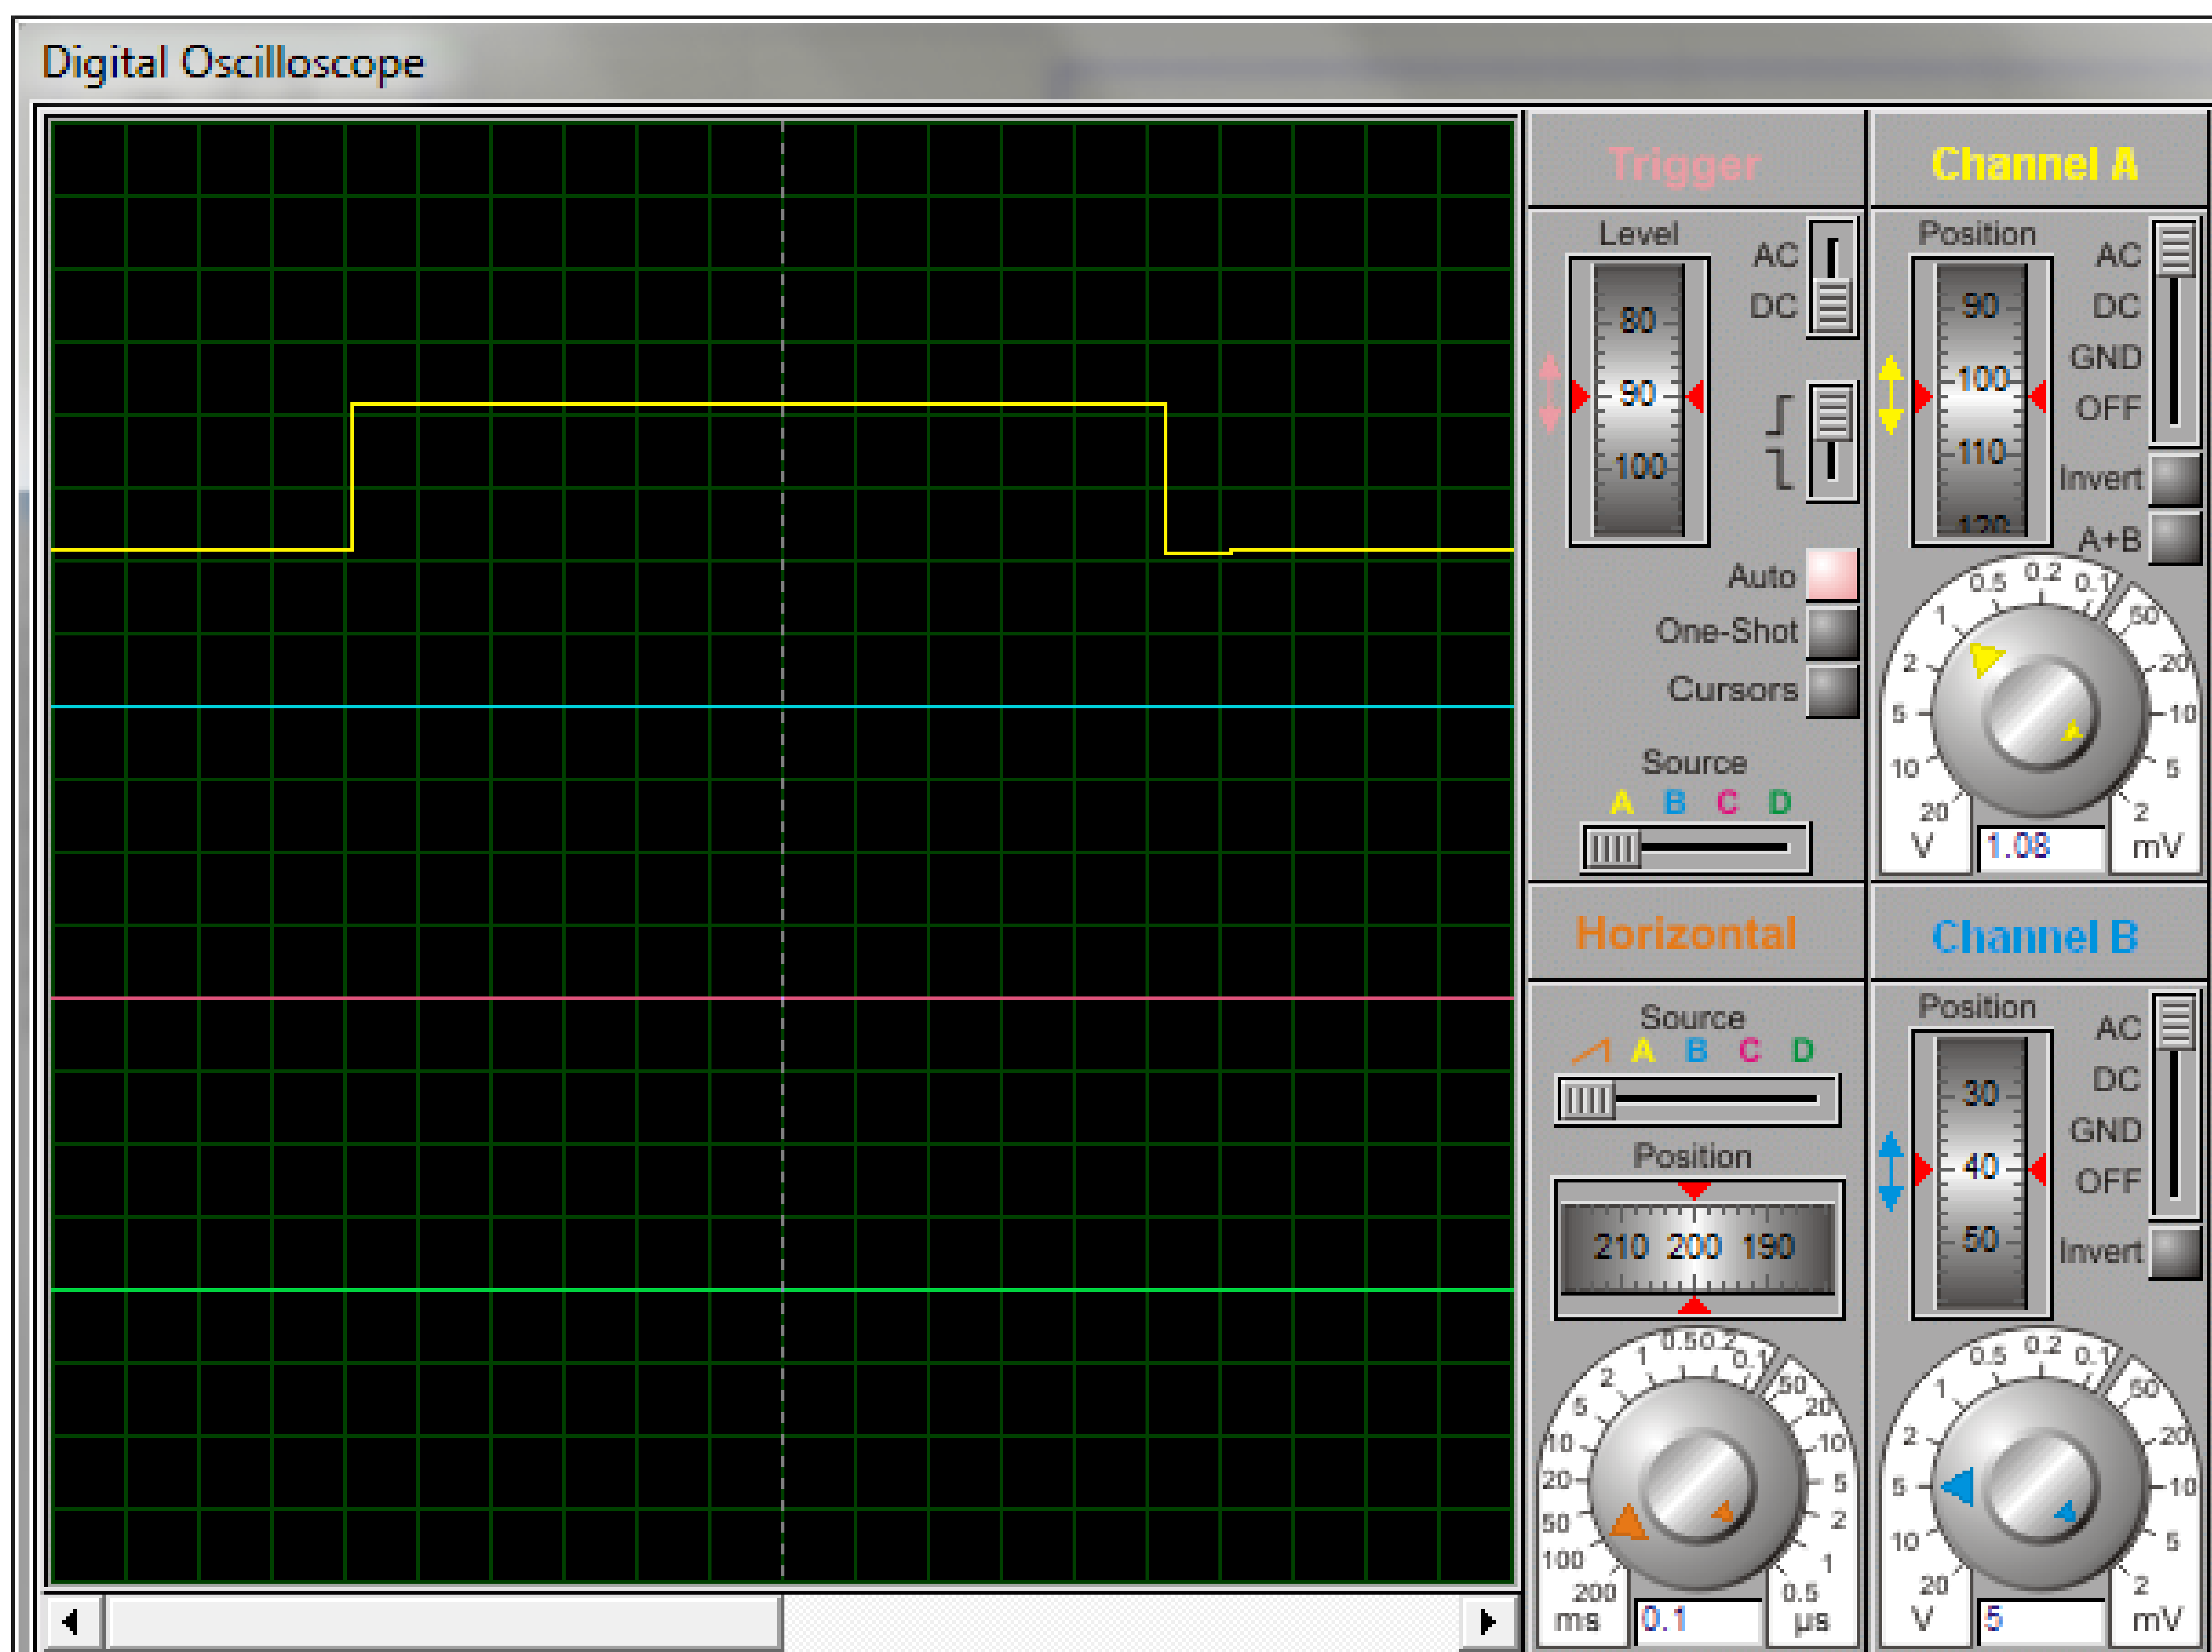 Digital Oscilloscope
Trigger
Level
AC
DC
80
90
100
Auto
One-Shot
Cursors
Source
A B C D
Channel A
Position
AC
DC
GND
OFF
90
100
110
120
Invert
A+B
0.5 0.2 0.1
1 50
2 20
5 10
10 5
20 2
V 1.08 mV
Horizontal
Source
A B C D
Position
210 200 190
0.5 0.2
1 0.1
2 50
5 20
10 10
20 5
50 2
100 1
200 0.5
ms 0.1 µs
Channel B
Position
AC
DC
GND
OFF
30
40
50
Invert
0.5 0.2 0.1
1 50
2 20
5 10
10 5
20 2
V 5 mV